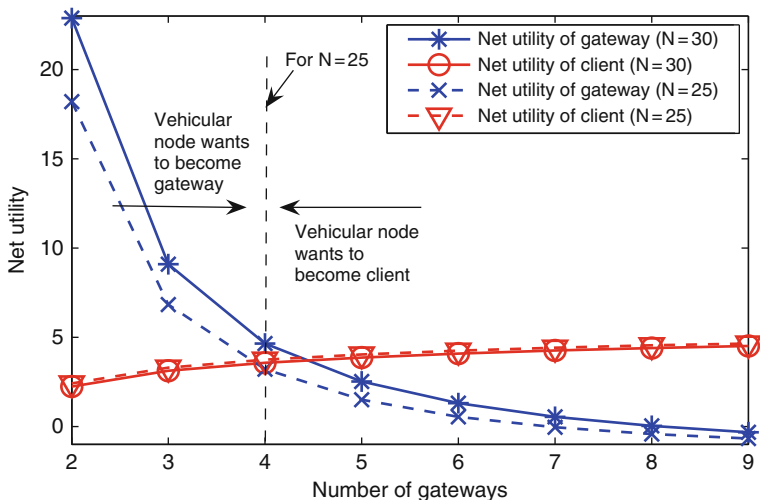 Net utility
20
15
10
5
0
For N=25
Vehicular
node wants
to become
gateway
Vehicular node
wants to
become client
Net utility of gateway (N=30)
Net utility of client (N=30)
Net utility of gateway (N=25)
Net utility of client (N=25)
2 3 4 5 6 7 8 9
Number of gateways